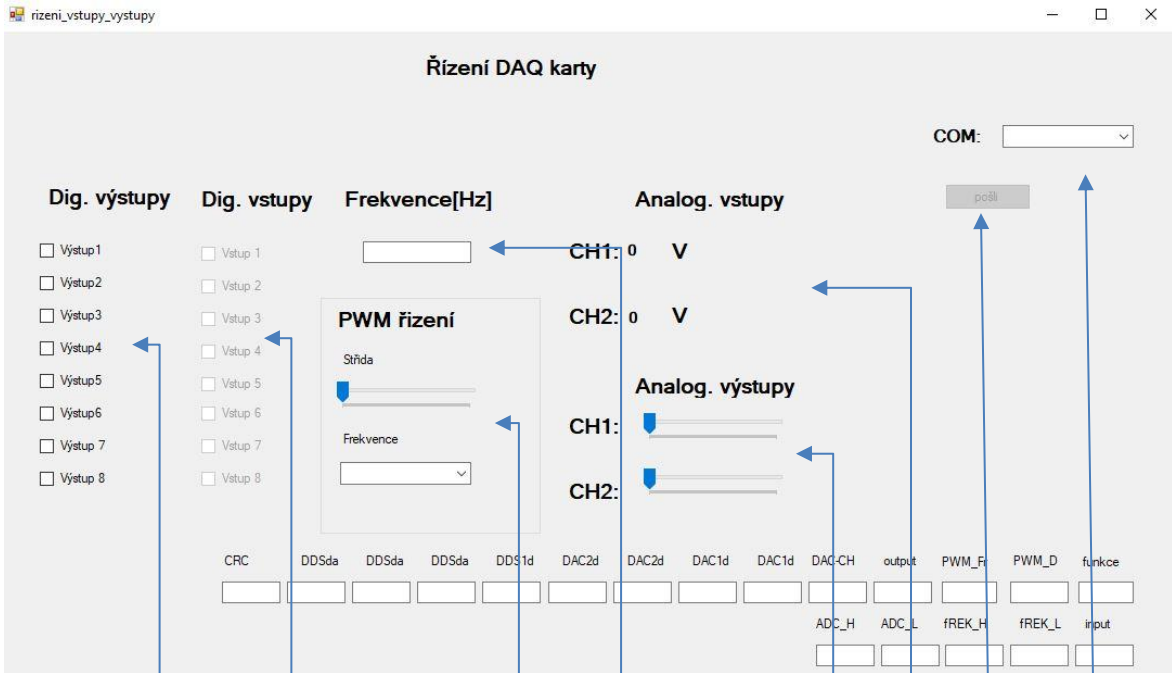 rizeni_vstupy_vystupy
Řízení DAQ karty
COM:
Dig. výstupy
Dig. vstupy
Frekvence[Hz]
Analog. vstupy
pošli
Výstup1
Výstup2
Výstup3
Výstup4
Výstup5
Výstup6
Výstup 7
Výstup 8
Vstup 1
Vstup 2
Vstup 3
Vstup 4
Vstup 5
Vstup 6
Vstup 7
Vstup 8
PWM řizení
Střída
Frekvence
CH1: 0 V
CH2: 0 V
Analog. výstupy
CH1:
CH2:
CRC DDSda DDSda DDSda DDS1d DAC2d DAC2d DAC1d DAC1d DAC-CH output PWM_Fr PWM_D funkce
ADC_H ADC_L fREK_H fREK_L input